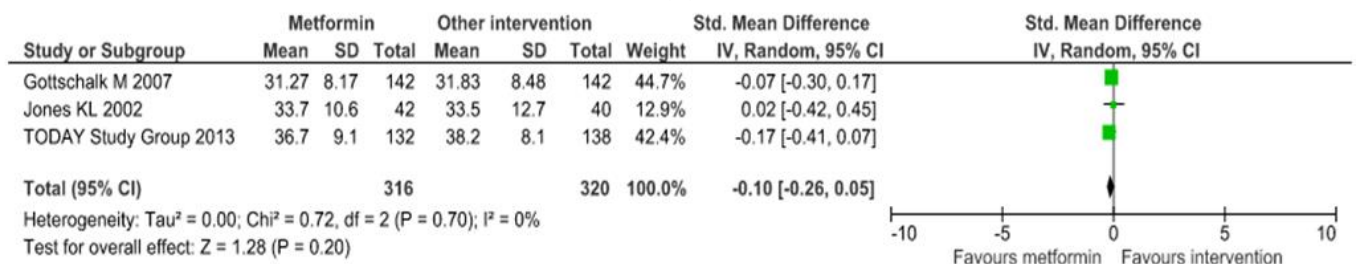 Metformin Other intervention Std. Mean Difference Std. Mean Difference
Study or Subgroup Mean SD Total Mean SD Total Weight IV, Random, 95% CI IV, Random, 95% CI
Gottschalk M 2007 31.27 8.17 142 31.83 8.48 142 44.7% -0.07 [-0.30, 0.17]
Jones KL 2002 33.7 10.6 42 33.5 12.7 40 12.9% 0.02 [-0.42, 0.45]
TODAY Study Group 2013 36.7 9.1 132 38.2 8.1 138 42.4% -0.17 [-0.41, 0.07]
Total (95% CI) 316 320 100.0% -0.10 [-0.26, 0.05]
Heterogeneity: Tau² = 0.00; Chi² = 0.72, df = 2 (P = 0.70); I² = 0%
Test for overall effect: Z = 1.28 (P = 0.20)
-10 -5 0 5 10
Favours metformin Favours intervention